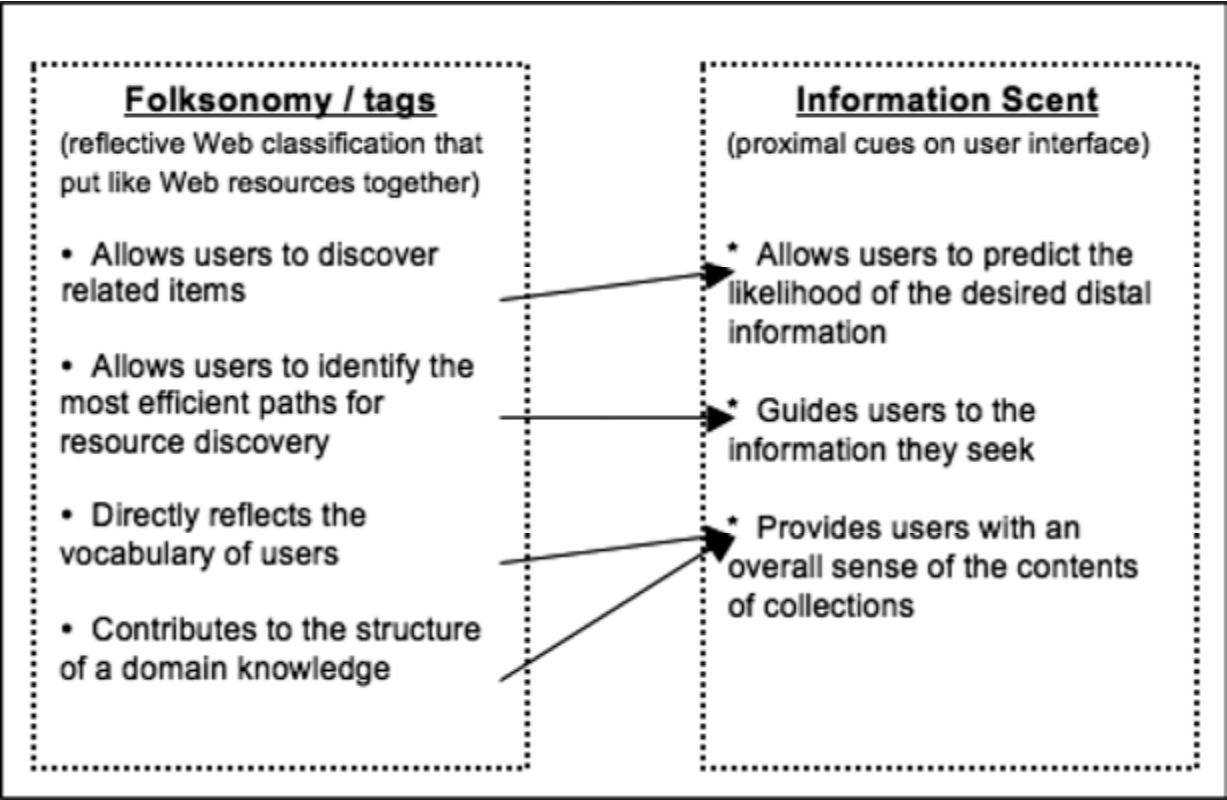 Folksonomy / tags
(reflective Web classification that
put like Web resources together)
• Allows users to discover
related items
• Allows users to identify the
most efficient paths for
resource discovery
• Directly reflects the
vocabulary of users
• Contributes to the structure
of a domain knowledge
Information Scent
(proximal cues on user interface)
* Allows users to predict the
likelihood of the desired distal
information
* Guides users to the
information they seek
* Provides users with an
overall sense of the contents
of collections